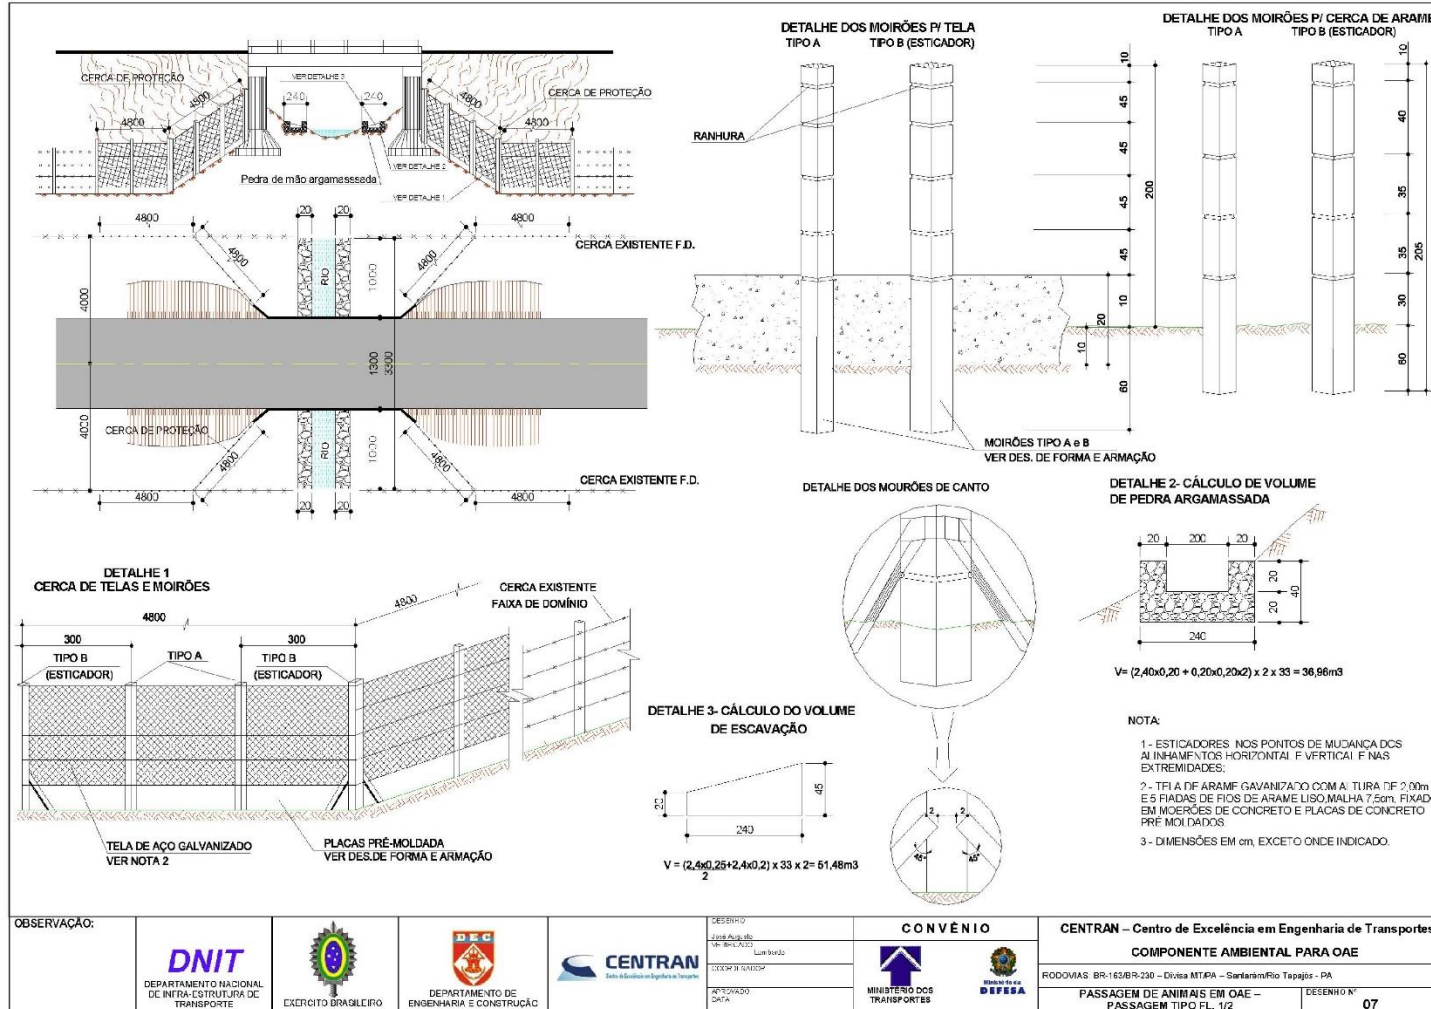 CERCA DE PROTEÇÃO
VER DETALHE 3
CERCA DE PROTEÇÃO
4800
240
240
4800
4800
4800
VER DETALHE 2
Pedra de mão argamasssada
VER DETALHE 1
4800
20
20
4800
CERCA EXISTENTE F.D.
4800
RIO
1000
4800
4000
1300
3300
4000
CERCA DE PROTEÇÃO
4800
RIO
1000
4800
CERCA EXISTENTE F.D.
4800
20
20
4800
DETALHE DOS MOIRÕES P/ TELA
TIPO A
TIPO B (ESTICADOR)
RANHURA
10
45
45
45
45
200
10
20
10
60
MOIRÕES TIPO A e B
VER DES. DE FORMA E ARMAÇÃO
DETALHE DOS MOIRÕES P/ CERCA DE ARAME
TIPO A
TIPO B (ESTICADOR)
10
40
35
35
30
205
60
DETALHE 1
CERCA DE TELAS E MOIRÕES
CERCA EXISTENTE
FAIXA DE DOMÍNIO
4800
4800
300
300
TIPO B
(ESTICADOR)
TIPO A
TIPO B
(ESTICADOR)
TELA DE AÇO GALVANIZADO
VER NOTA 2
PLACAS PRÉ-MOLDADA
VER DES.DE FORMA E ARMAÇÃO
DETALHE DOS MOURÕES DE CANTO
2
2
45°
45°
DETALHE 3- CÁLCULO DO VOLUME
DE ESCAVAÇÃO
20
45
240
V = (2,4x0,25+2,4x0,2) x 33 x 2= 51,48m3
2
DETALHE 2- CÁLCULO DE VOLUME
DE PEDRA ARGAMASSADA
20
200
20
20
20
40
240
V= (2,40x0,20 + 0,20x0,20x2) x 2 x 33 = 36,96m3
NOTA:
1 - ESTICADORES NOS PONTOS DE MUDANÇA DOS
ALINHAMENTOS HORIZONTAL E VERTICAL E NAS
EXTREMIDADES;
2 - TELA DE ARAME GAVANIZADO COM ALTURA DE 2,00m
E 5 FIADAS DE FIOS DE ARAME LISO,MALHA 7,5cm, FIXADO
EM MOERÕES DE CONCRETO E PLACAS DE CONCRETO
PRÉ MOLDADOS.
3 - DIMENSÕES EM cm, EXCETO ONDE INDICADO.
OBSERVAÇÃO:
DNIT
DEPARTAMENTO NACIONAL
DE INFRA-ESTRUTURA DE
TRANSPORTE
EXÉRCITO BRASILEIRO
DEC
DEPARTAMENTO DE
ENGENHARIA E CONSTRUÇÃO
CENTRAN
Centro de Excelência em Engenharia de Transportes
DESENHO
José Augusto
VERIFICADO
Lombardo
COORDENADOR
APROVADO
DATA
CONVÊNIO
MINISTÉRIO DOS
TRANSPORTES
Ministério da
DEFESA
CENTRAN – Centro de Excelência em Engenharia de Transportes
COMPONENTE AMBIENTAL PARA OAE
RODOVIAS: BR-163/BR-230 – Divisa MT/PA – Santarém/Rio Tapajós - PA
PASSAGEM DE ANIMAIS EM OAE –
PASSAGEM TIPO FL. 1/2
DESENHO Nº
07